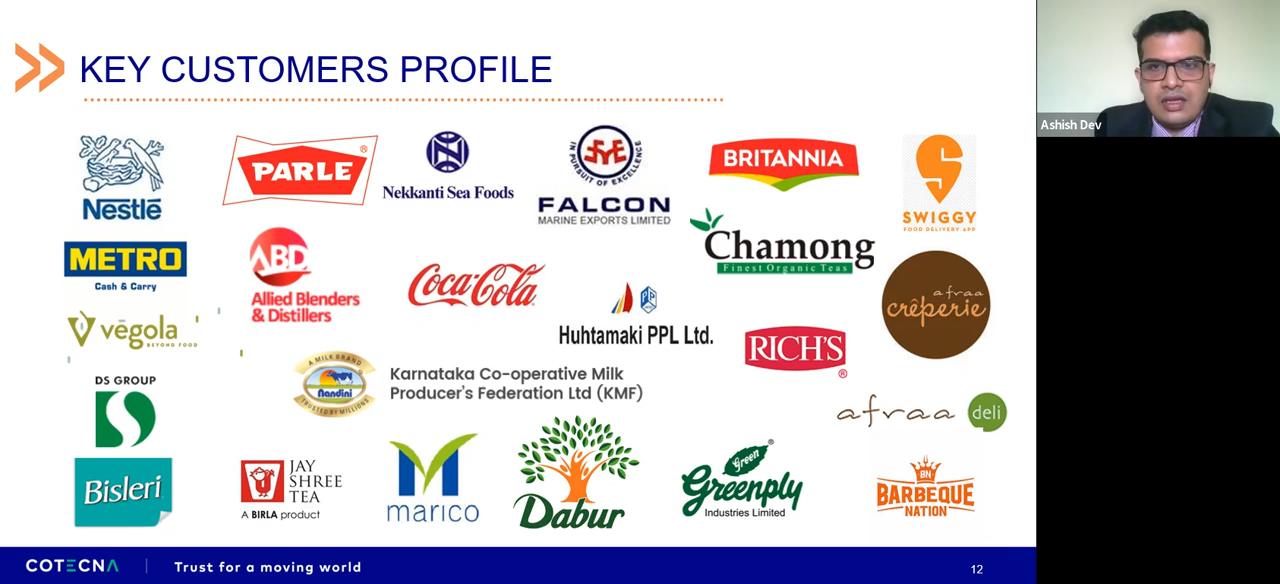 KEY CUSTOMERS PROFILE
Ashish Dev
Nestlé
PARLE
®
Nekkanti Sea Foods
IN PURSUIT OF EXCELLENCE
FALCON
MARINE EXPORTS LIMITED
BRITANNIA
SWIGGY
FOOD DELIVERY APP
METRO
Cash & Carry
ABD
Allied Blenders
& Distillers
Coca-Cola
Chamong
Finest Organic Teas
afraa
crêperie
vēgola
BEYOND FOOD
Huhtamaki PPL Ltd.
RICH'S
®
A MILK BRAND
Nandini
TRUSTED BY MILLIONS
Karnataka Co-operative Milk
Producer's Federation Ltd (KMF)
DS GROUP
afraa deli
Bisleri
JAY
SHREE
TEA
A BIRLA product
marico
Dabur
Green
®
Greenply
Industries Limited
BN
BARBEQUE
NATION
COTECNA
Trust for a moving world
12